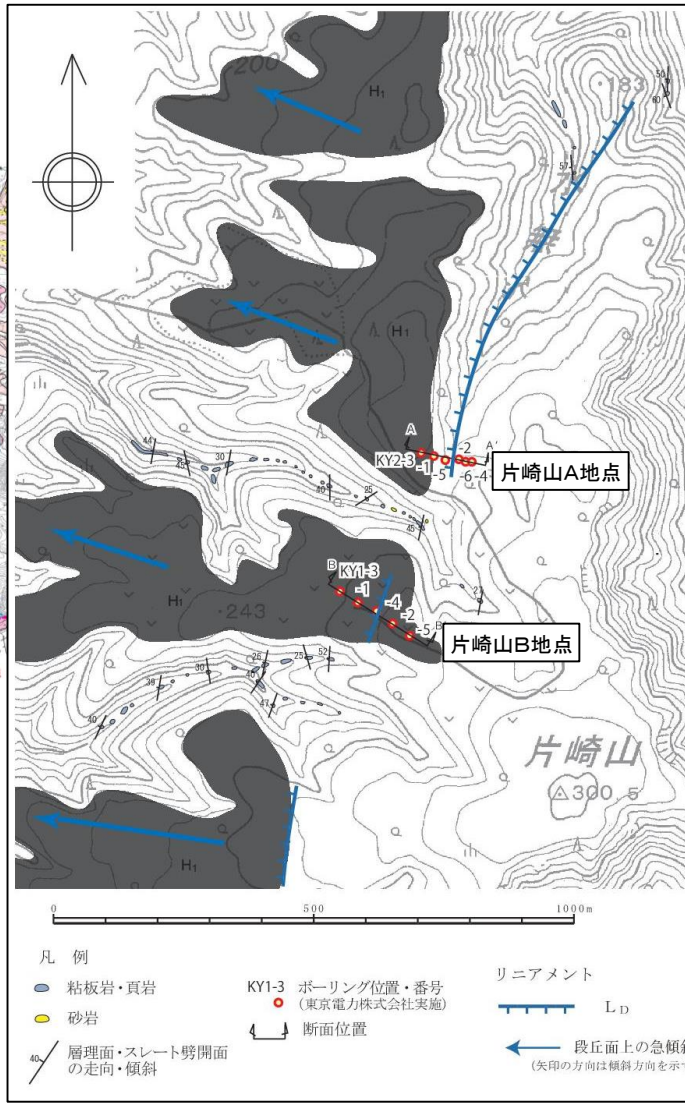 200
183
50
60
57
H₁
H₁
A
A'
KY2-3
-1
-5
-2
-6
-4
片崎山A地点
44
45
30
40
25
45
27
B
KY1-3
-1
-4
-2
-5
B
片崎山B地点
H₁
243
26
25
52
30
39
40
40
47
片崎山
300.5
H₁
0
500
1000m
凡 例
粘板岩・頁岩
砂岩
40
層理面・スレート劈開面
の走向・傾斜
KY1-3 ボーリング位置・番号
(東京電力株式会社実施)
断面位置
リニアメント
L_D
段丘面上の急傾斜
(矢印の方向は傾斜方向を示す